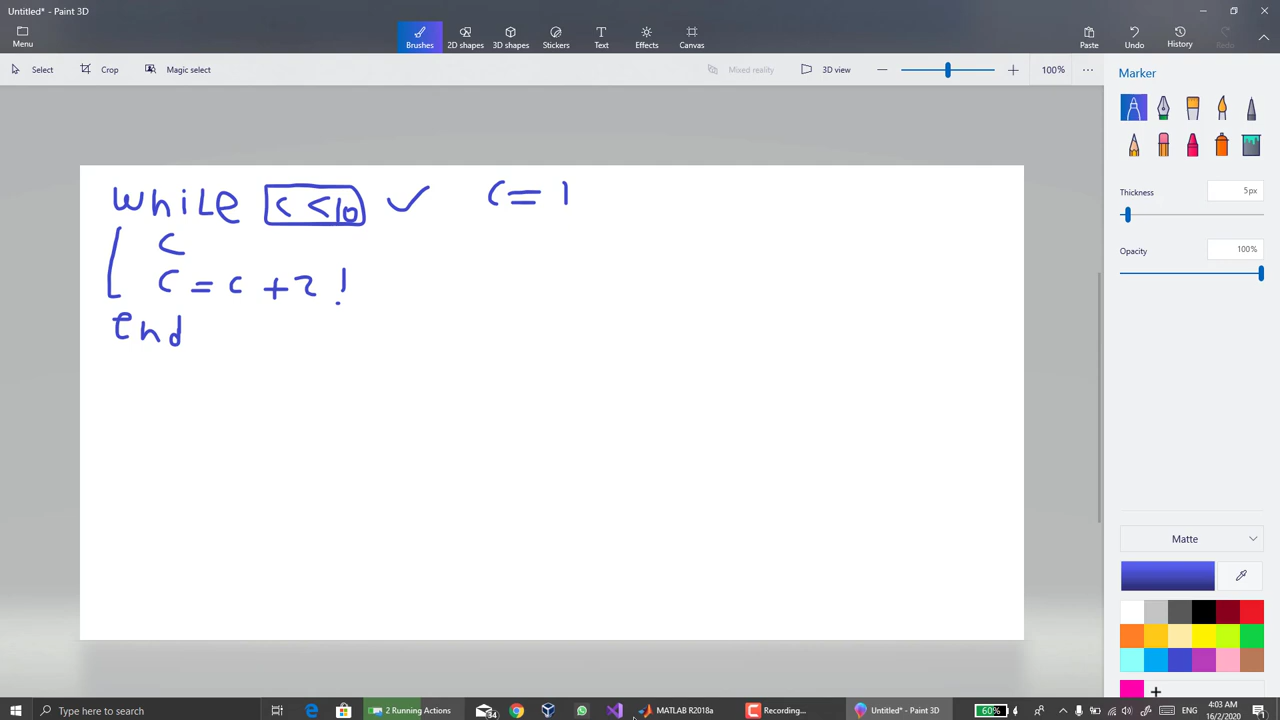 Untitled* - Paint 3D
Menu
Brushes
2D shapes
3D shapes
Stickers
Text
Effects
Canvas
Paste
Undo
History
Redo
Select
Crop
Magic select
Mixed reality
3D view
100%
Marker
Thickness
5px
Opacity
100%
Matte
while c <10 ✓ c= 1
c
c = c +2 !
end
Type here to search
2 Running Actions
84
MATLAB R2018a
Recording...
Untitled* - Paint 3D
60%
ENG
4:03 AM
16/2/2020
1